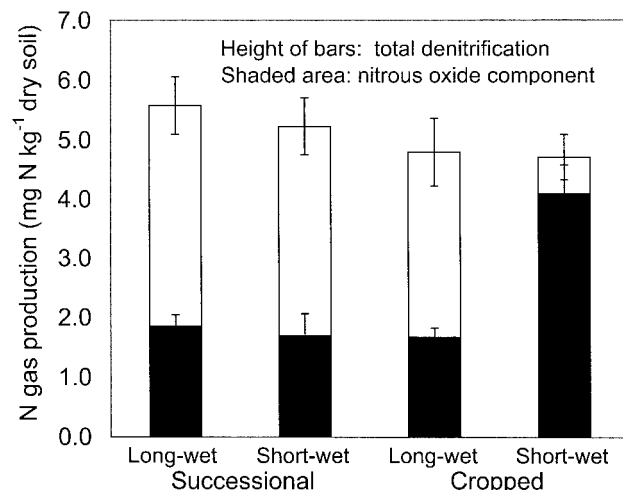 7.0
6.0
5.0
4.0
3.0
2.0
1.0
0.0
N gas production (mg N kg⁻¹ dry soil)
Height of bars: total denitrification
Shaded area: nitrous oxide component
Long-wet Short-wet Long-wet Short-wet
Successional Cropped